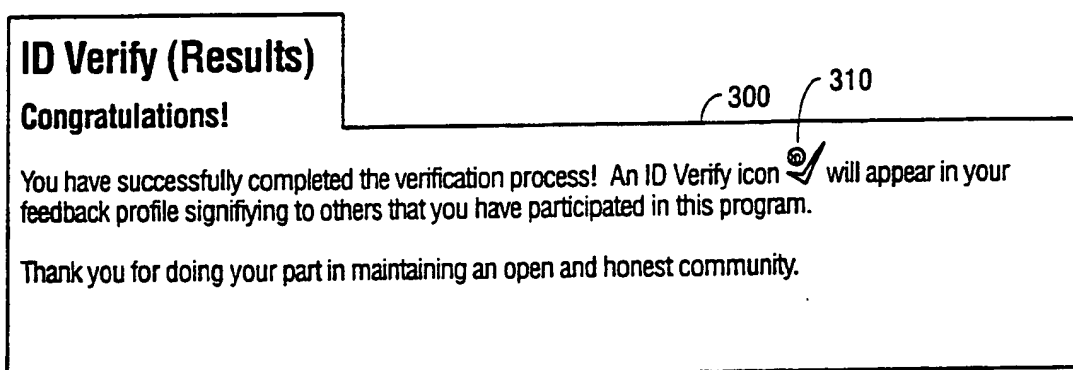 ID Verify (Results)
Congratulations!
300
310
You have successfully completed the verification process! An ID Verify icon will appear in your
feedback profile signifiying to others that you have participated in this program.
Thank you for doing your part in maintaining an open and honest community.